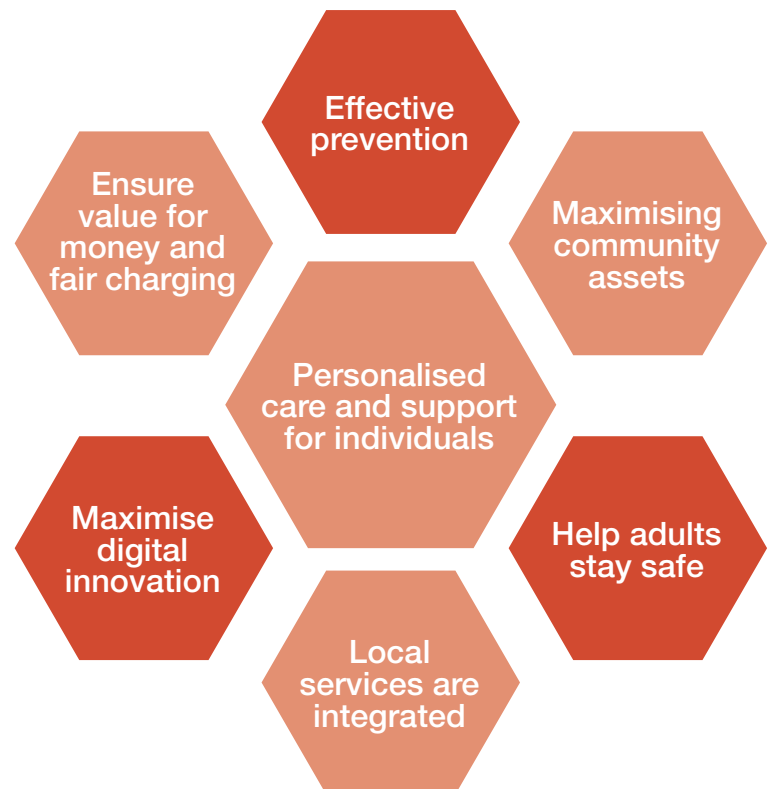 Effective
prevention
Ensure
value for
money and
fair charging
Maximising
community
assets
Personalised
care and support
for individuals
Maximise
digital
innovation
Help adults
stay safe
Local
services are
integrated